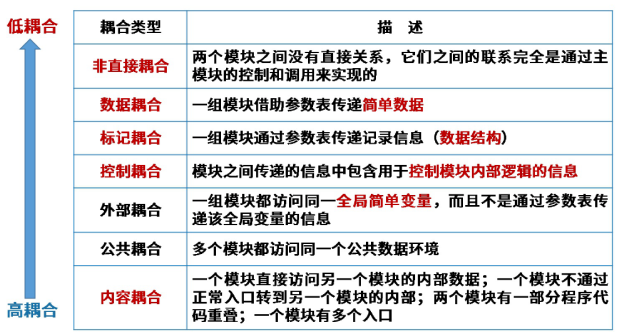 低耦合
耦合类型 描 述
非直接耦合
两个模块之间没有直接关系，它们之间的联系完全是通过主
模块的控制和调用来实现的
数据耦合 一组模块借助参数表传递简单数据
标记耦合 一组模块通过参数表传递记录信息（数据结构）
控制耦合 模块之间传递的信息中包含用于控制模块内部逻辑的信息
外部耦合
一组模块都访问同一全局简单变量，而且不是通过参数表传
递该全局变量的信息
公共耦合 多个模块都访问同一个公共数据环境
内容耦合
一个模块直接访问另一个模块的内部数据；一个模块不通过
正常入口转到另一个模块的内部；两个模块有一部分程序代
码重叠；一个模块有多个入口
高耦合